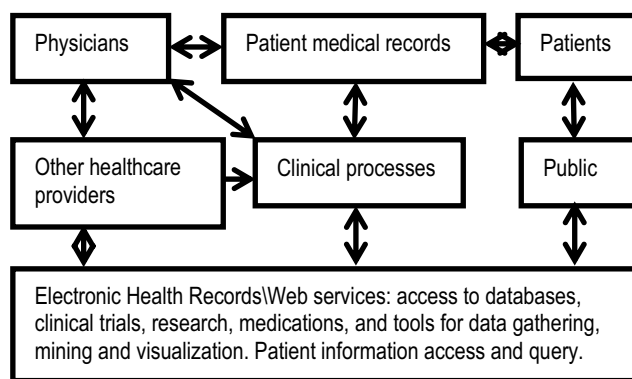 Physicians
Patient medical records
Patients
Other healthcare
providers
Clinical processes
Public
Electronic Health Records\Web services: access to databases,
clinical trials, research, medications, and tools for data gathering,
mining and visualization. Patient information access and query.